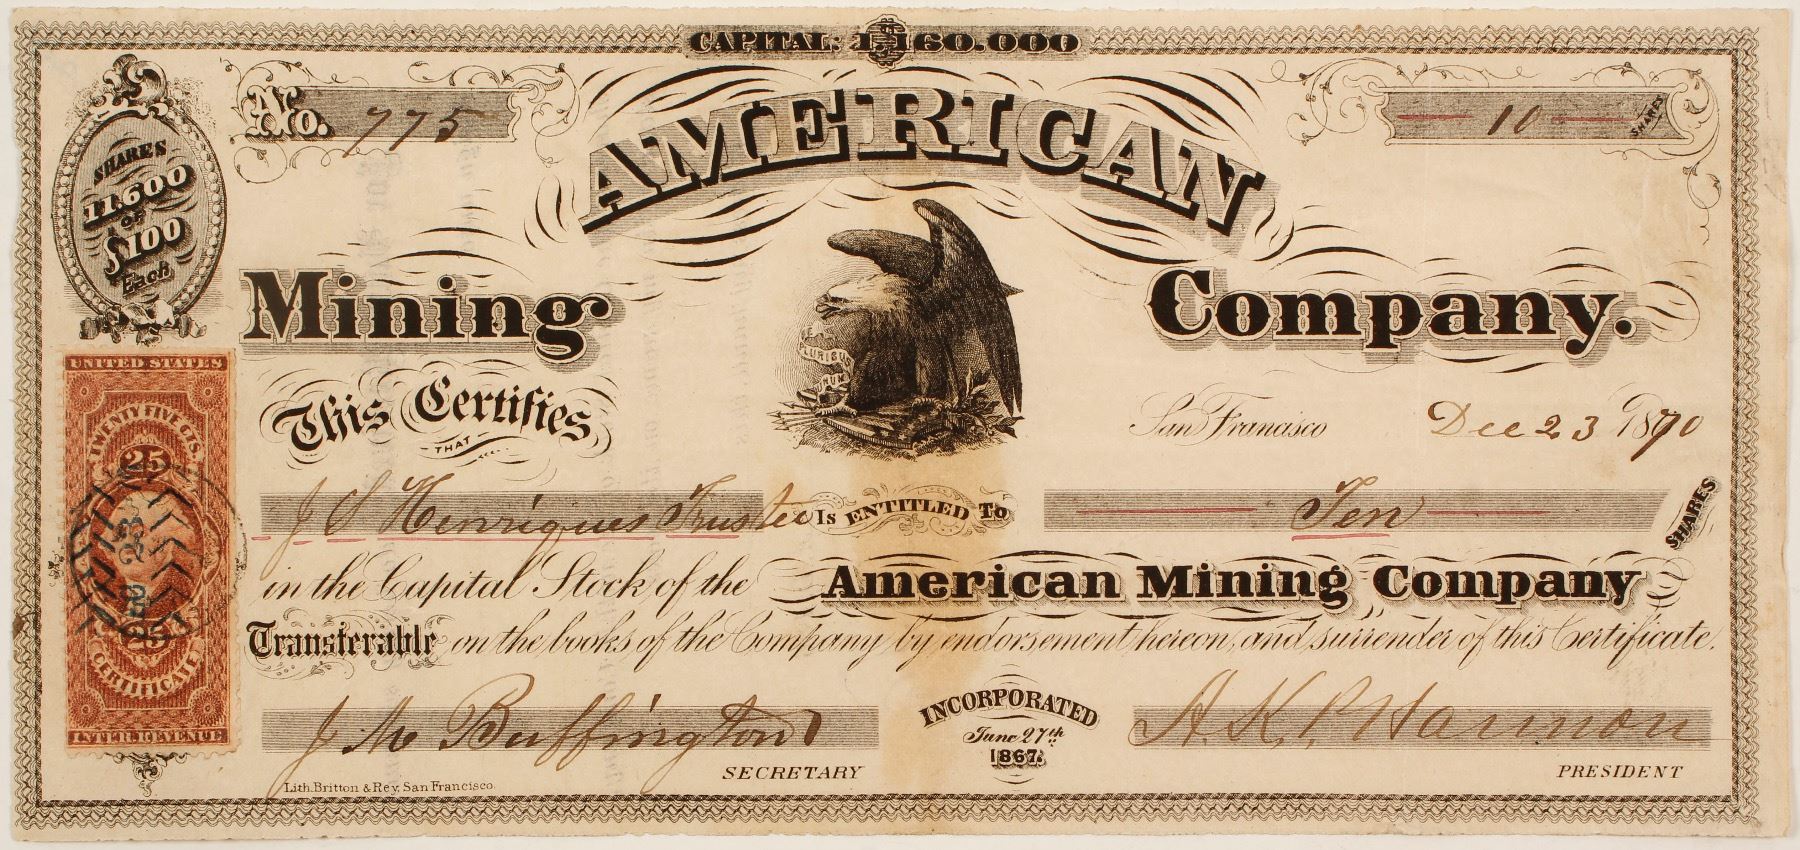 CAPITAL: $1,160.000
No. 775
10 SHARES
SHARES
11.600
OF
$100
Each
AMERICAN
Mining Company.
E
PLURIBU
NUM
This Certifies
THAT
San Francisco Dec 23 1870
J S Henriques Trustee Is ENTITLED To Ten SHARES
in the Capital Stock of the American Mining Company
Transferable on the books of the Company by endorsement hereon, and surrender of this Certificate.
J M Buffington
SECRETARY
INCORPORATED
June 27th
1867.
PRESIDENT
Lith. Britton & Rey. San Francisco.
UNITED STATES
TWENTY FIVE CTS.
25
25 25
CERTIFICATE
INTER. REVENUE